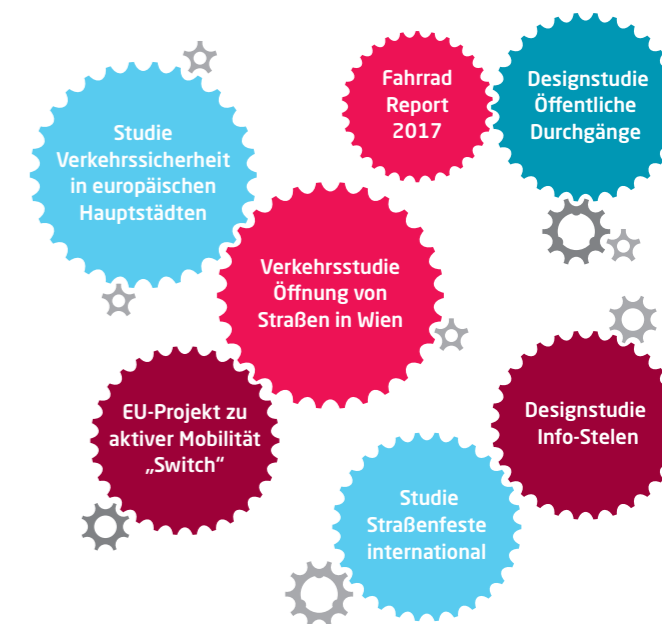 Fahrrad
Report
2017
Designstudie
Öffentliche
Durchgänge
Studie
Verkehrssicherheit
in europäischen
Hauptstädten
Verkehrsstudie
Öffnung von
Straßen in Wien
EU-Projekt zu
aktiver Mobilität
„Switch“
Designstudie
Info-Stelen
Studie
Straßenfeste
international